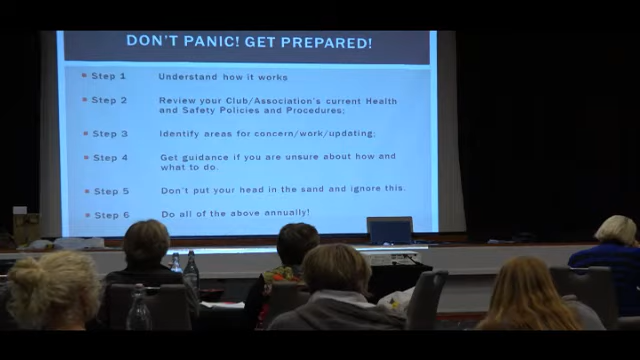 DON'T PANIC! GET PREPARED!
Step 1 Understand how it works
Step 2 Review your Club/Association's current Health
and Safety Policies and Procedures;
Step 3 Identify areas for concern/work/updating;
Step 4 Get guidance if you are unsure about how and
what to do.
Step 5 Don't put your head in the sand and ignore this.
Step 6 Do all of the above annually!